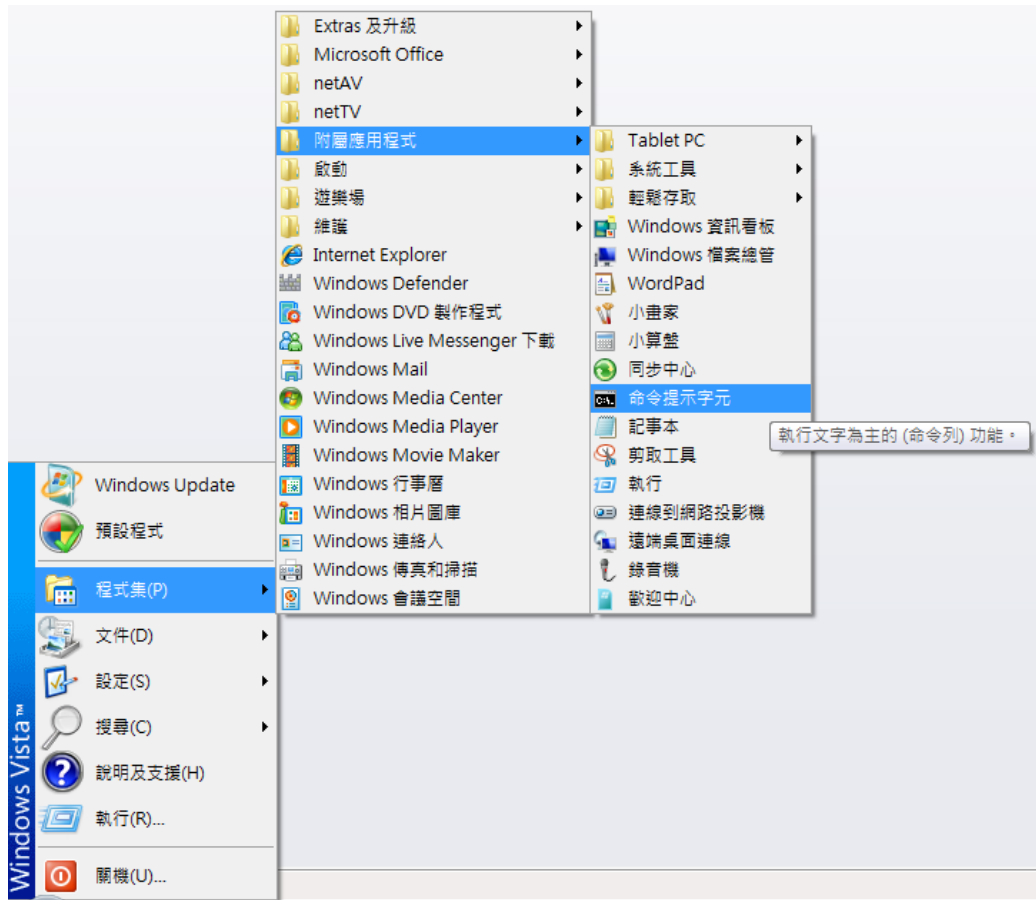 Extras 及升級
Microsoft Office
netAV
netTV
附屬應用程式
啟動
遊樂場
維護
Internet Explorer
Windows Defender
Windows DVD 製作程式
Windows Live Messenger 下載
Windows Mail
Windows Media Center
Windows Media Player
Windows Movie Maker
Windows 行事曆
Windows 相片圖庫
Windows 連絡人
Windows 傳真和掃描
Windows 會議空間
Tablet PC
系統工具
輕鬆存取
Windows 資訊看板
Windows 檔案總管
WordPad
小畫家
小算盤
同步中心
C:\.
命令提示字元
記事本
剪取工具
執行
連線到網路投影機
遠端桌面連線
錄音機
歡迎中心
執行文字為主的 (命令列) 功能。
Windows Update
預設程式
程式集(P)
文件(D)
設定(S)
搜尋(C)
說明及支援(H)
執行(R)...
關機(U)...
Windows Vista™